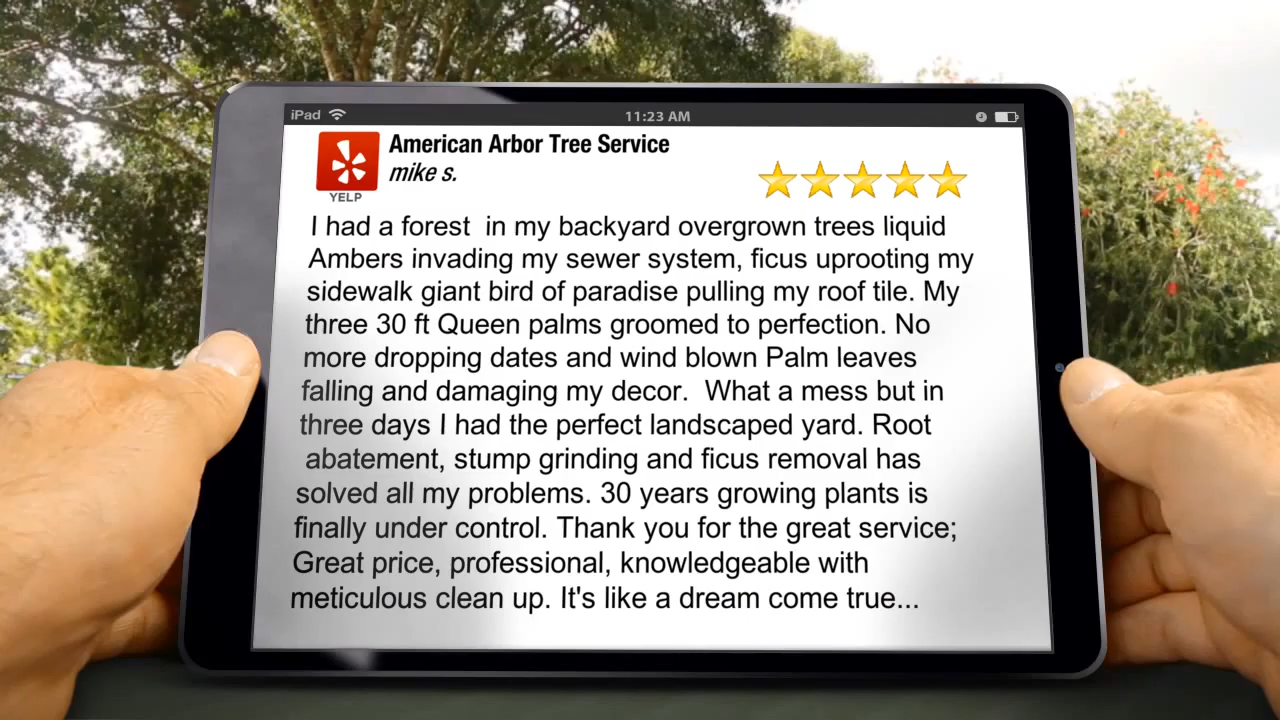 iPad 11:23 AM
American Arbor Tree Service
mike s.
YELP
I had a forest  in my backyard overgrown trees liquid
Ambers invading my sewer system, ficus uprooting my
sidewalk giant bird of paradise pulling my roof tile. My
three 30 ft Queen palms groomed to perfection. No
more dropping dates and wind blown Palm leaves
falling and damaging my decor.  What a mess but in
three days I had the perfect landscaped yard. Root
abatement, stump grinding and ficus removal has
solved all my problems. 30 years growing plants is
finally under control. Thank you for the great service;
Great price, professional, knowledgeable with
meticulous clean up. It's like a dream come true...